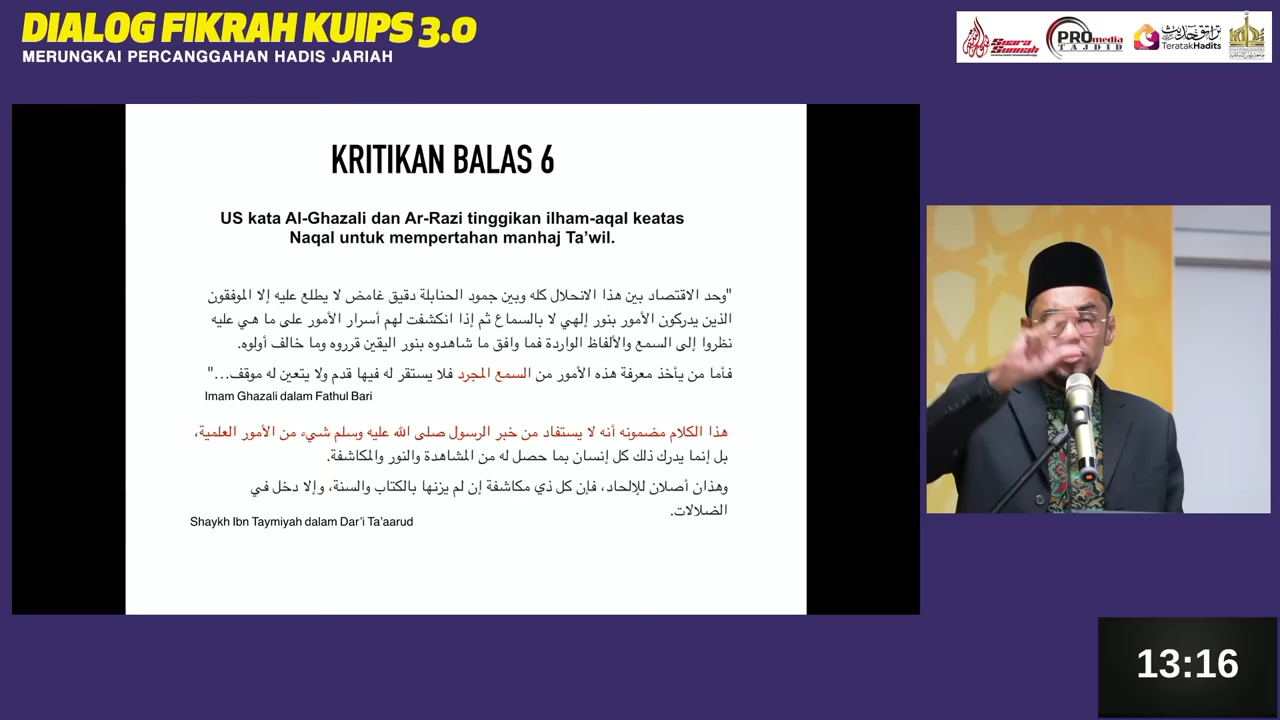 DIALOG FIKRAH KUIPS 3.0
MERUNGKAI PERCANGGAHAN HADIS JARIAH
Suara Sunnah
PROmedia
TAJDID
TeratakHadits
KRITIKAN BALAS 6
US kata Al-Ghazali dan Ar-Razi tinggikan ilham-aqal keatas
Naqal untuk mempertahan manhaj Ta'wil.
"وحد الاقتصاد بين هذا الانحلال كله وبين جمود الحنابلة دقيق غامض لا يطلع عليه إلا الموفقون
الذين يدركون الأمور بنور إلهي لا بالسماع ثم إذا انكشفت لهم أسرار الأمور على ما هي عليه
نظروا إلى السمع والألفاظ الواردة فما وافق ما شاهدوه بنور اليقين قرروه وما خالف أولوه.
فأما من يأخذ معرفة هذه الأمور من السمع المجرد فلا يستقر له فيها قدم ولا يتعين له موقف..."
Imam Ghazali dalam Fathul Bari
هذا الكلام مضمونه أنه لا يستفاد من خبر الرسول صلى الله عليه وسلم شيء من الأمور العلمية،
بل إنما يدرك ذلك كل إنسان بما حصل له من المشاهدة والنور والمكاشفة.
وهذان أصلان للإلحاد، فإن كل ذي مكاشفة إن لم يزنها بالكتاب والسنة، وإلا دخل في
الضلالات.
Shaykh Ibn Taymiyah dalam Dar'i Ta'aarud
13:16